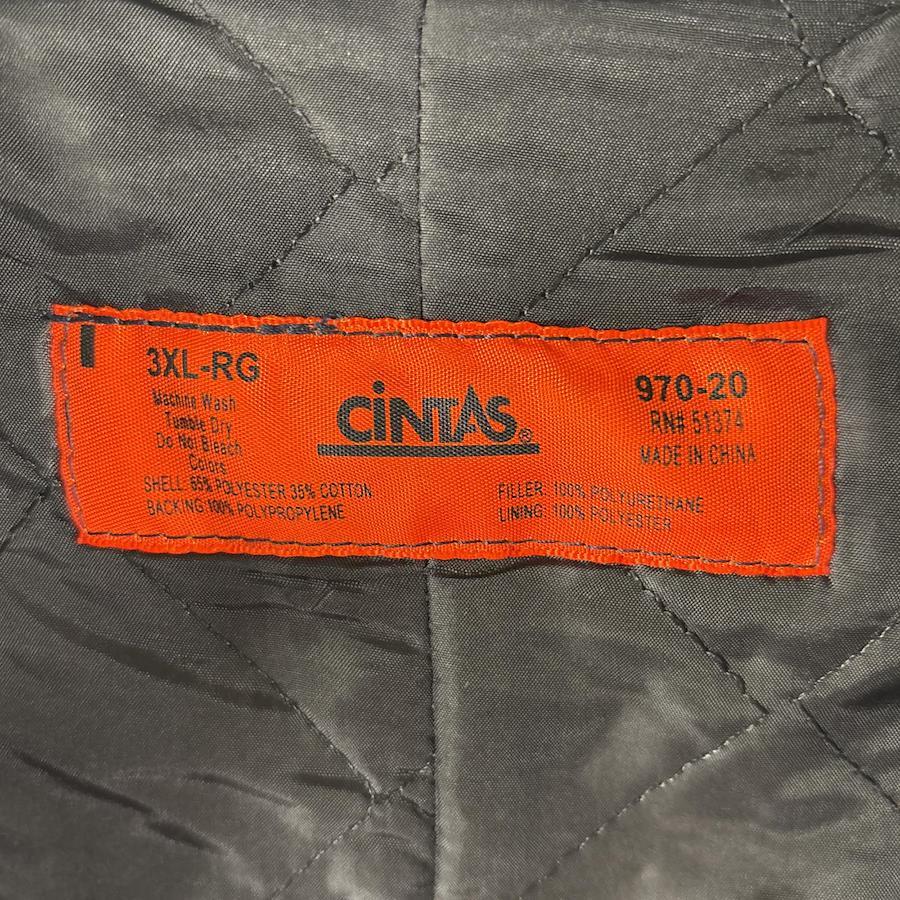 3XL-RG
Machine Wash
Tumble Dry
Do Not Bleach
Colors
CiNTAS®
970-20
RN# 51374
MADE IN CHINA
SHELL: 65% POLYESTER 35% COTTON
BACKING:100% POLYPROPYLENE
FILLER: 100% POLYURETHANE
LINING: 100% POLYESTER